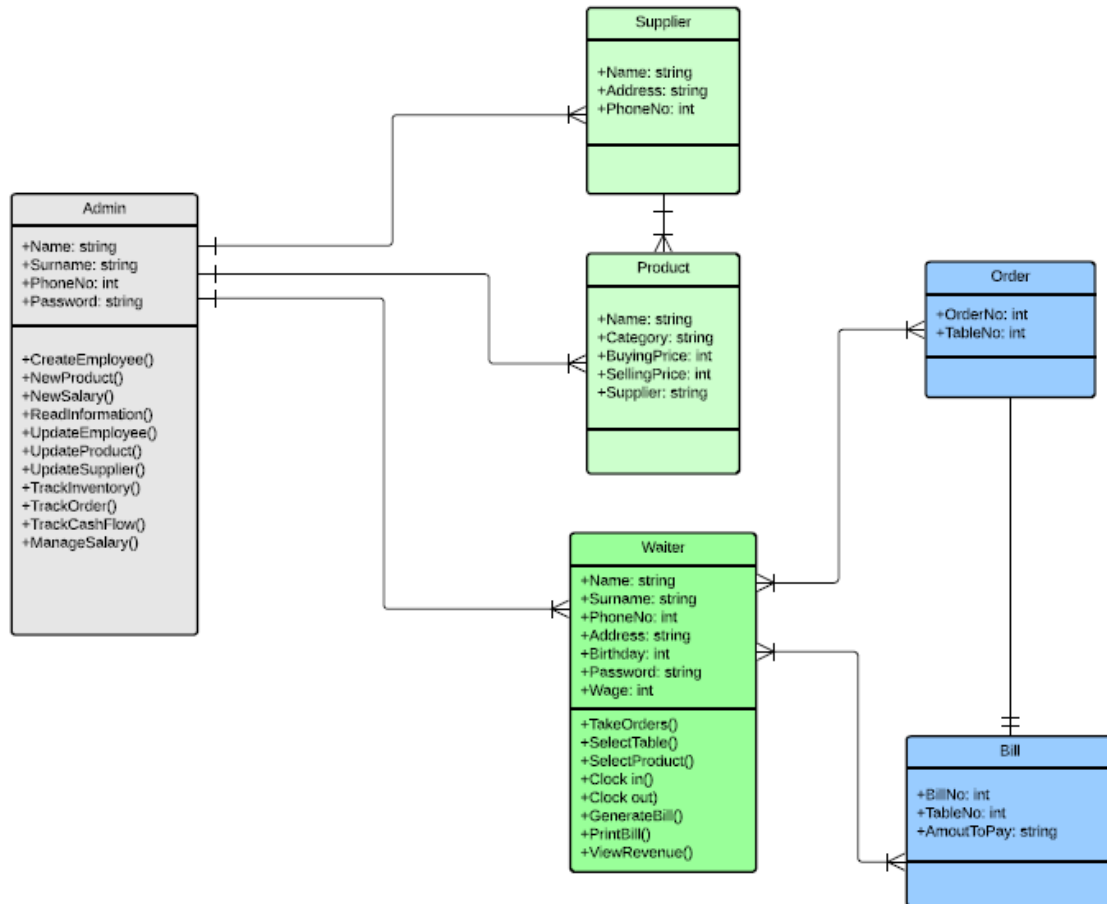 Supplier
+Name: string
+Address: string
+PhoneNo: int
Admin
+Name: string
+Surname: string
+PhoneNo: int
+Password: string
+CreateEmployee()
+NewProduct()
+NewSalary()
+ReadInformation()
+UpdateEmployee()
+UpdateProduct()
+UpdateSupplier()
+TrackInventory()
+TrackOrder()
+TrackCashFlow()
+ManageSalary()
Product
+Name: string
+Category: string
+BuyingPrice: int
+SellingPrice: int
+Supplier: string
Order
+OrderNo: int
+TableNo: int
Waiter
+Name: string
+Surname: string
+PhoneNo: int
+Address: string
+Birthday: int
+Password: string
+Wage: int
+TakeOrders()
+SelectTable()
+SelectProduct()
+Clock in()
+Clock out)
+GenerateBill()
+PrintBill()
+ViewRevenue()
Bill
+BillNo: int
+TableNo: int
+AmoutToPay: string